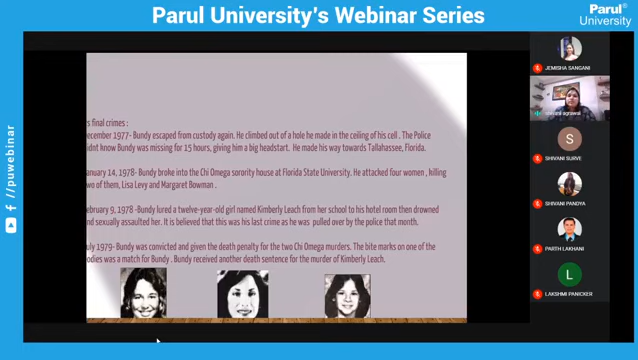 Parul University's Webinar Series
Parul®
University
s final crimes :
ecember 1977- Bundy escaped from custody again. He climbed out of a hole he made in the ceiling of his cell . The Police
idnt know Bundy was missing for 15 hours, giving him a big headstart. He made his way towards Tallahassee, Florida.
anuary 14, 1978- Bundy broke into the Chi Omega sorority house at Florida State University. He attacked four women , killing
wo of them, Lisa Levy and Margaret Bowman .
ebruary 9, 1978 -Bundy lured a twelve-year-old girl named Kimberly Leach from her school to his hotel room then drowned
nd sexually assaulted her. It is believed that this was his last crime as he was pulled over by the police that month.
uly 1979- Bundy was convicted and given the death penalty for the two Chi Omega murders. The bite marks on one of the
odies was a match for Bundy . Bundy received another death sentence for the murder of Kimberly Leach.
JEMISHA SANGANI
agrawal
S
SHIVANI SURVE
SHIVANI PANDYA
PARTH LAKHANI
L
LAKSHMI PANICKER
/puwebinar